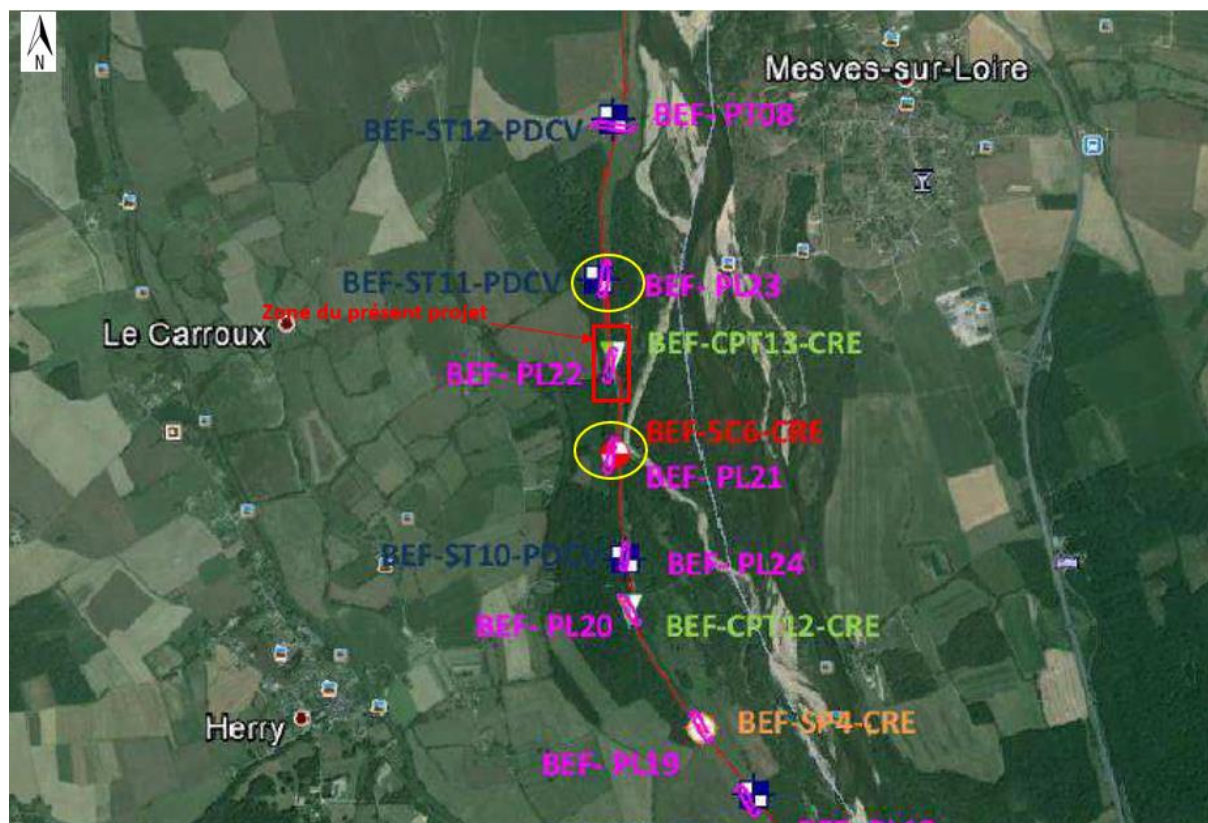 N
Mesves-sur-Loire
BEF- PT08
BEF-ST12-PDCV
BEF-ST11-PDCV
BEF- PL23
Zone du présent projet
Le Carroux
BEF-CPT13-CRE
BEF- PL22
BEF-SC6-CRE
BEF- PL21
BEF-ST10-PDCV
BEF- PL24
BEF- PL20
BEF-CPT12-CRE
Herry
BEF-SP4-CRE
BEF- PL19